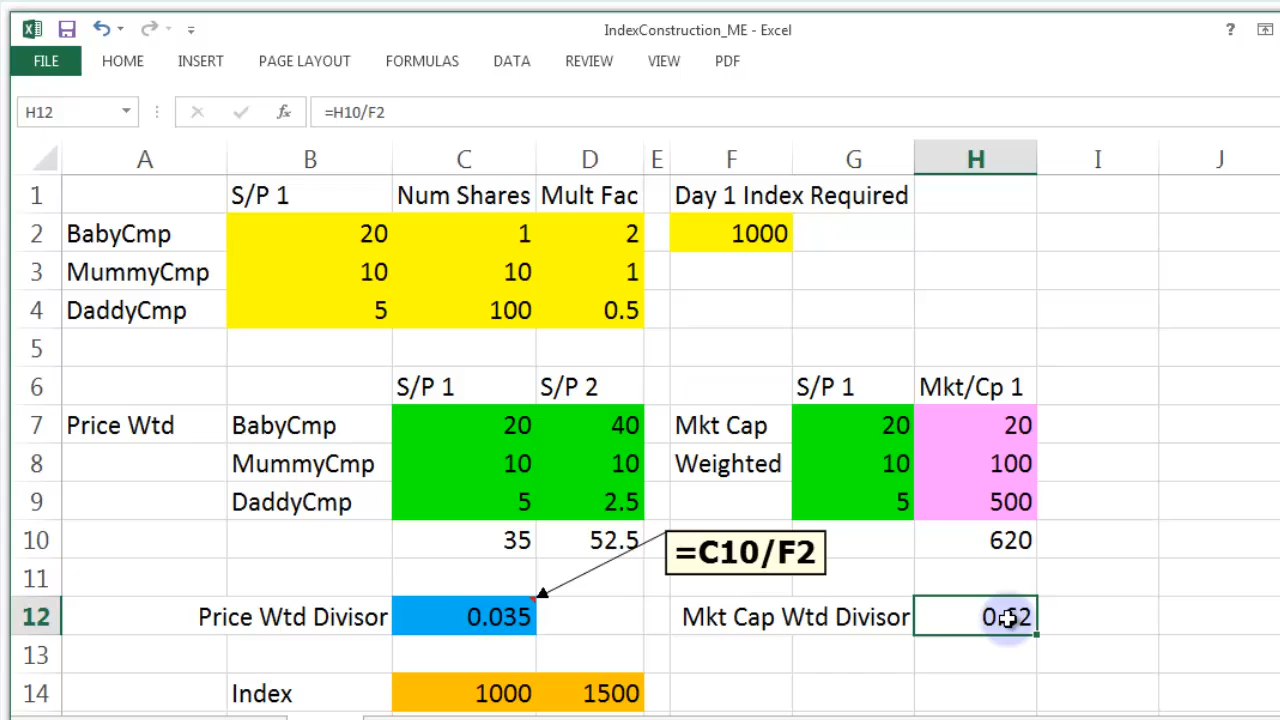 IndexConstruction_ME - Excel
?
FILE HOME INSERT PAGE LAYOUT FORMULAS DATA REVIEW VIEW PDF
H12 fx =H10/F2
A B C D E F G H I J
1 S/P 1 Num Shares Mult Fac Day 1 Index Required
2 BabyCmp 20 1 2 1000
3 MummyCmp 10 10 1
4 DaddyCmp 5 100 0.5
5
6 S/P 1 S/P 2 S/P 1 Mkt/Cp 1
7 Price Wtd BabyCmp 20 40 Mkt Cap 20 20
8 MummyCmp 10 10 Weighted 10 100
9 DaddyCmp 5 2.5 5 500
10 35 52.5 620
=C10/F2
11
12 Price Wtd Divisor 0.035 Mkt Cap Wtd Divisor 0.62
13
14 Index 1000 1500